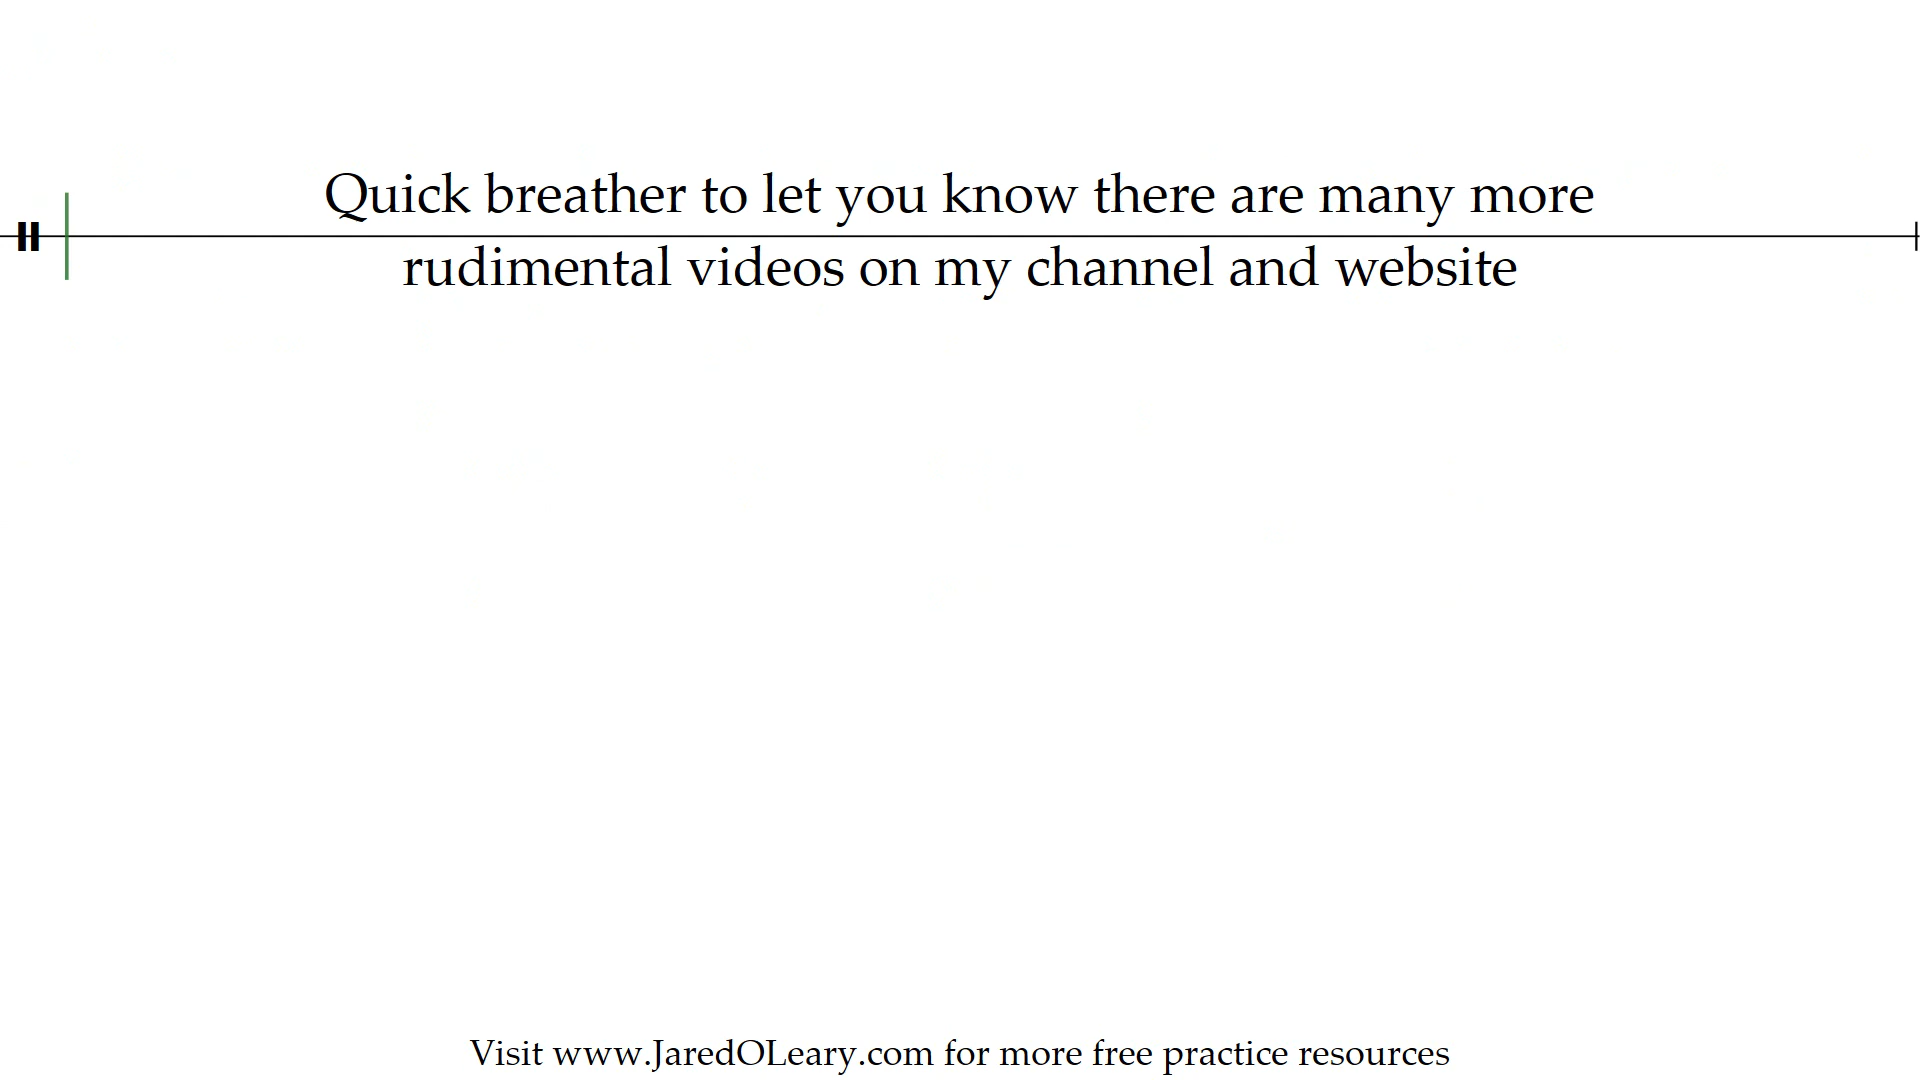 Quick breather to let you know there are many more
rudimental videos on my channel and website
Visit www.JaredOLeary.com for more free practice resources